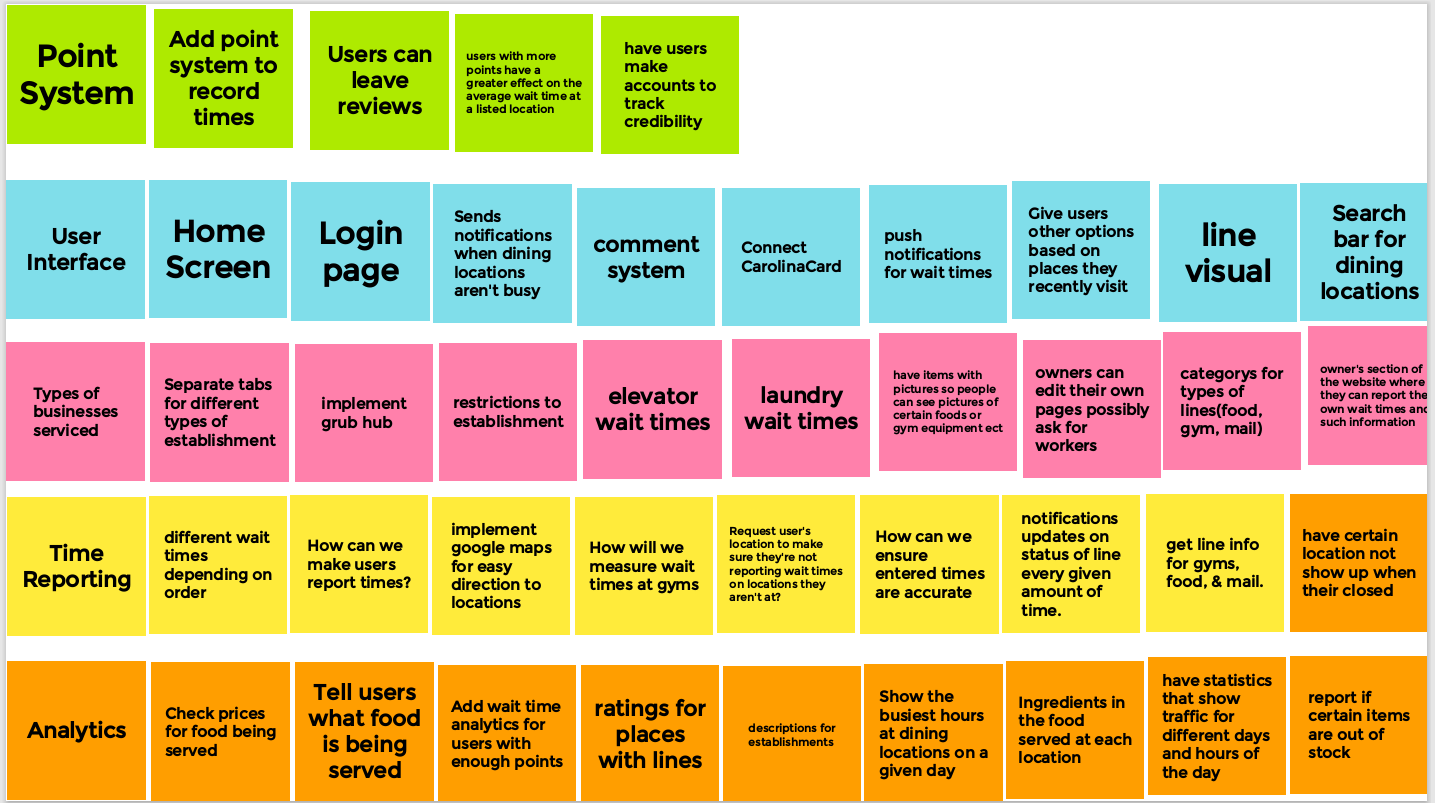 Point
System
Add point
system to
record
times
Users can
leave
reviews
users with more
points have a
greater effect on the
average wait time at
a listed location
have users
make
accounts to
track
credibility
User
Interface
Home
Screen
Login
page
Sends
notifications
when dining
locations
aren't busy
comment
system
Connect
CarolinaCard
push
notifications
for wait times
Give users
other options
based on
places they
recently visit
line
visual
Search
bar for
dining
locations
Types of
businesses
serviced
Separate tabs
for different
types of
establishment
implement
grub hub
restrictions to
establishment
elevator
wait times
laundry
wait times
have items with
pictures so people
can see pictures of
certain foods or
gym equipment ect
owners can
edit their own
pages possibly
ask for
workers
categorys for
types of
lines(food,
gym, mail)
owner's section of
the website where
they can report the
own wait times and
such information
Time
Reporting
different wait
times
depending on
order
How can we
make users
report times?
implement
google maps
for easy
direction to
locations
How will we
measure wait
times at gyms
Request user's
location to make
sure they're not
reporting wait times
on locations they
aren't at?
How can we
ensure
entered times
are accurate
notifications
updates on
status of line
every given
amount of
time.
get line info
for gyms,
food, & mail.
have certain
location not
show up when
their closed
Analytics
Check prices
for food being
served
Tell users
what food
is being
served
Add wait time
analytics for
users with
enough points
ratings for
places
with lines
descriptions for
establishments
Show the
busiest hours
at dining
locations on a
given day
Ingredients in
the food
served at each
location
have statistics
that show
traffic for
different days
and hours of
the day
report if
certain items
are out of
stock